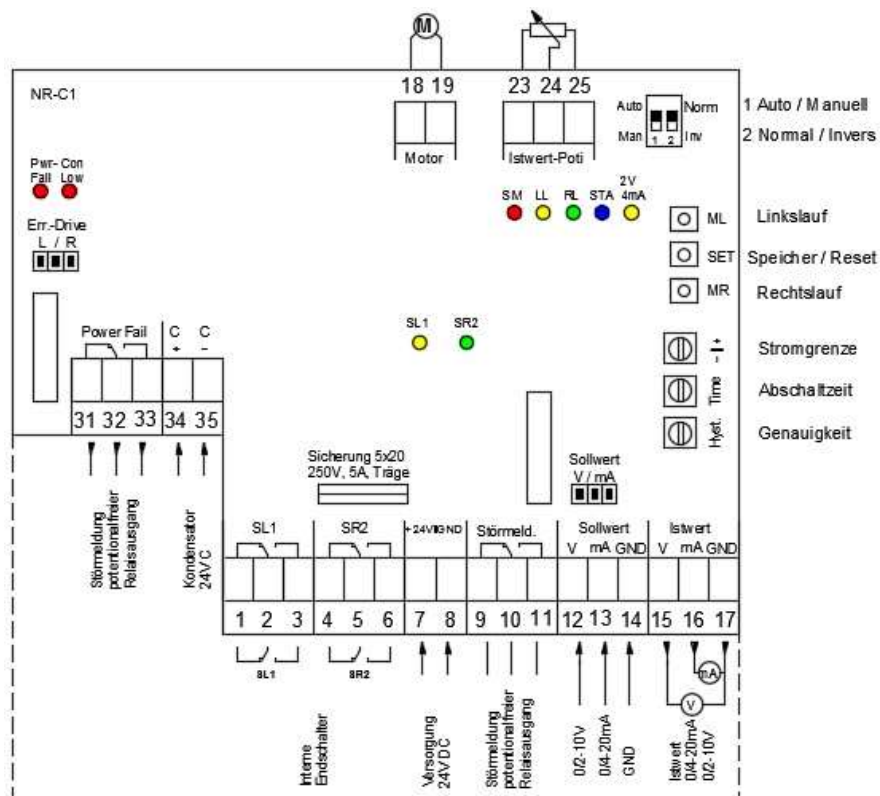 M
18 19
23 24 25
NR-C1
Auto Norm
Man Inv
1 2
1 Auto / Manuell
2 Normal / Invers
Motor
Istwert-Poti
Pwr- Con
Fail Low
SM LL RL STA 2V
4mA
Err.-Drive
L / R
ML Linkslauf
SET Speicher / Reset
MR Rechtslauf
SL1 SR2
+
-
Stromgrenze
Time Abschaltzeit
Hyst. Genauigkeit
Power Fail
C C
+ -
31 32 33 34 35
Sicherung 5x20
250V, 5A, Träge
Sollwert
V / mA
Störmeldung
potentionalfreier
Relaisausgang
Kondensator
24V C
SL1 SR2 +24V GND Störmeld. Sollwert Istwert
V mA GND V mA GND
1 2 3 4 5 6 7 8 9 10 11 12 13 14 15 16 17
SL1 SR2
mA
V
Interne
Endschalter
Versorgung
24V DC
Störmeldung
potentionalfreier
Relaisausgang
0/2-10V
0/4-20mA
GND
Istwert
0/4-20mA
0/2-10V